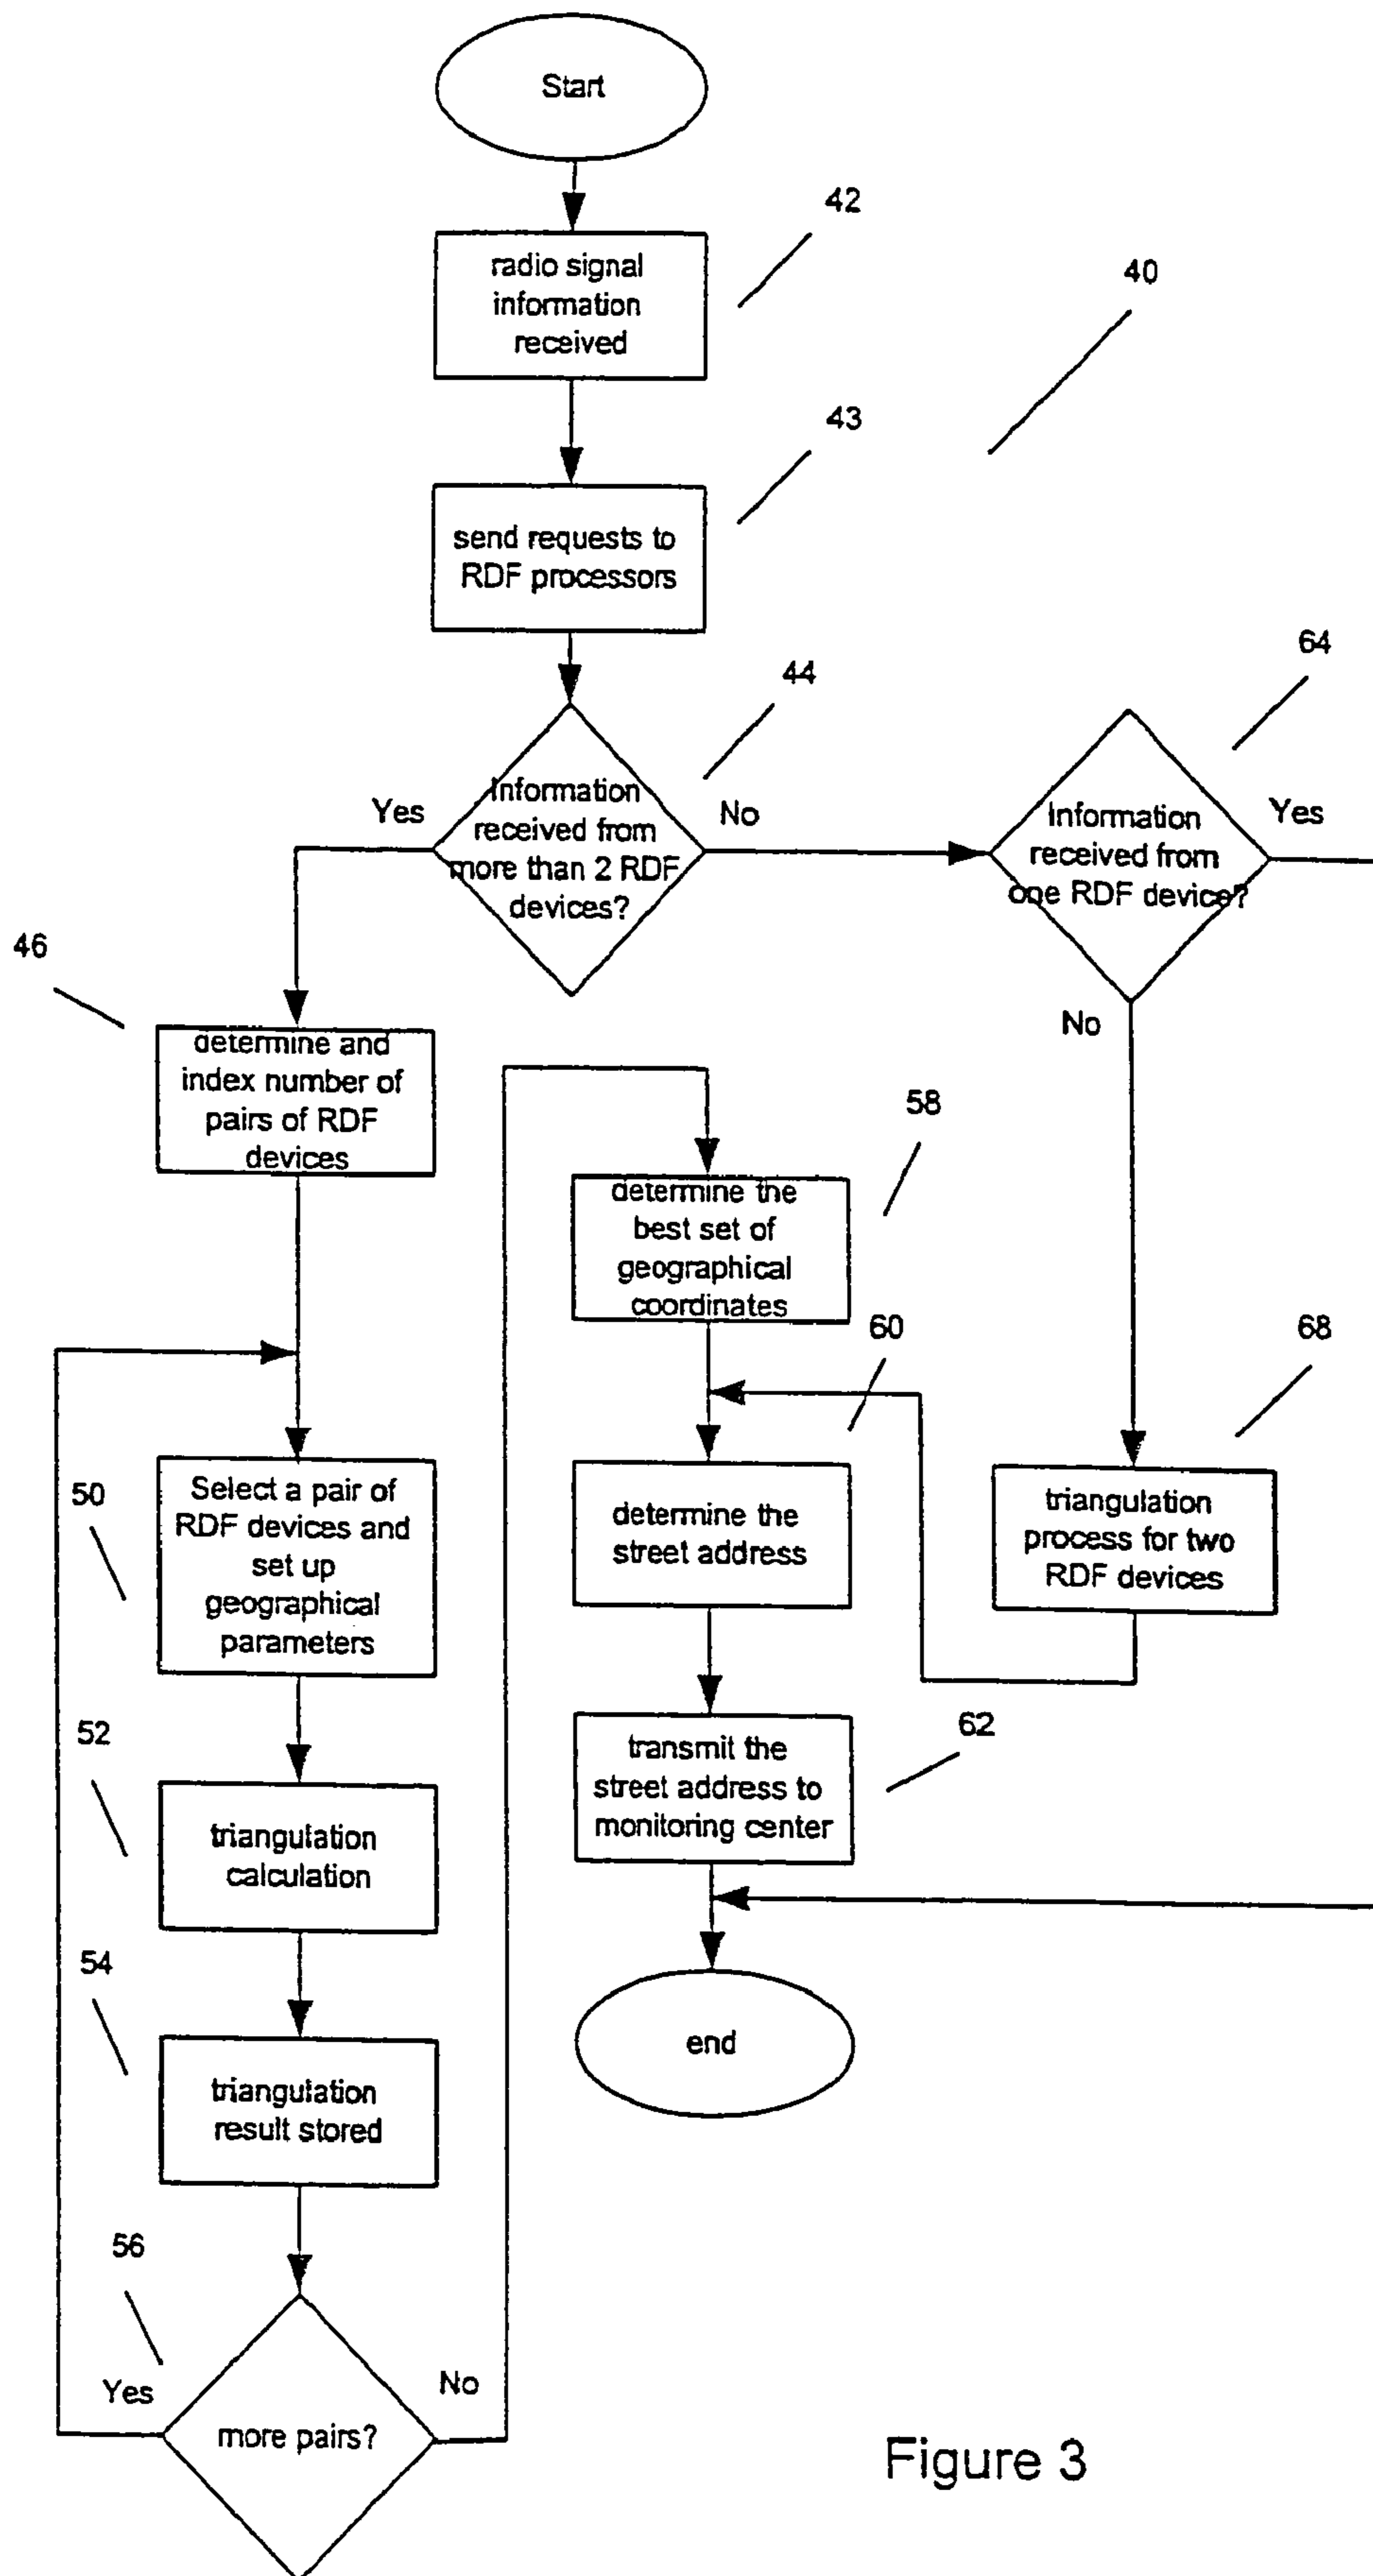 Start
42
radio signal
information
received
40
43
send requests to
RDF processors
44
64
Yes
Information
received from
more than 2 RDF
devices?
No
Information
received from
one RDF device?
Yes
46
No
determine and
index number of
pairs of RDF
devices
58
determine the
best set of
geographical
coordinates
60
68
50
Select a pair of
RDF devices and
set up
geographical
parameters
determine the
street address
triangulation
process for two
RDF devices
52
62
transmit the
street address to
monitoring center
triangulation
calculation
54
end
triangulation
result stored
56
Yes
No
more pairs?
Figure 3